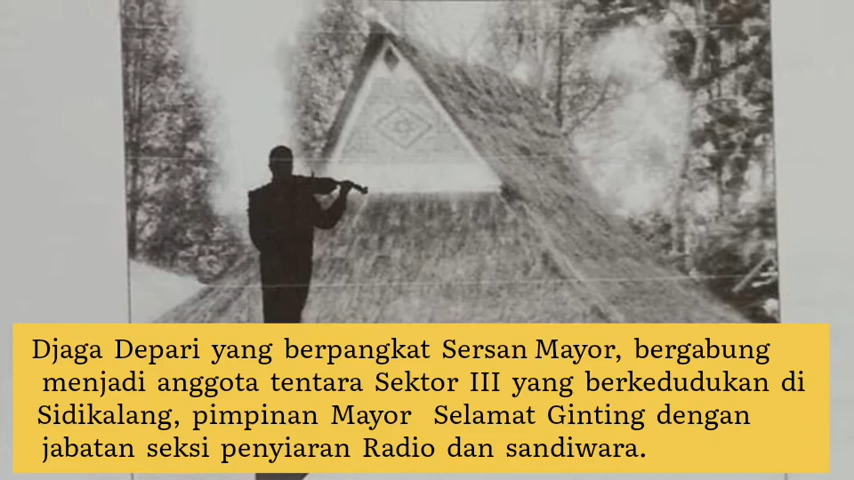 Djaga Depari yang berpangkat Sersan Mayor, bergabung
menjadi anggota tentara Sektor III yang berkedudukan di
Sidikalang, pimpinan Mayor Selamat Ginting dengan
jabatan seksi penyiaran Radio dan sandiwara.